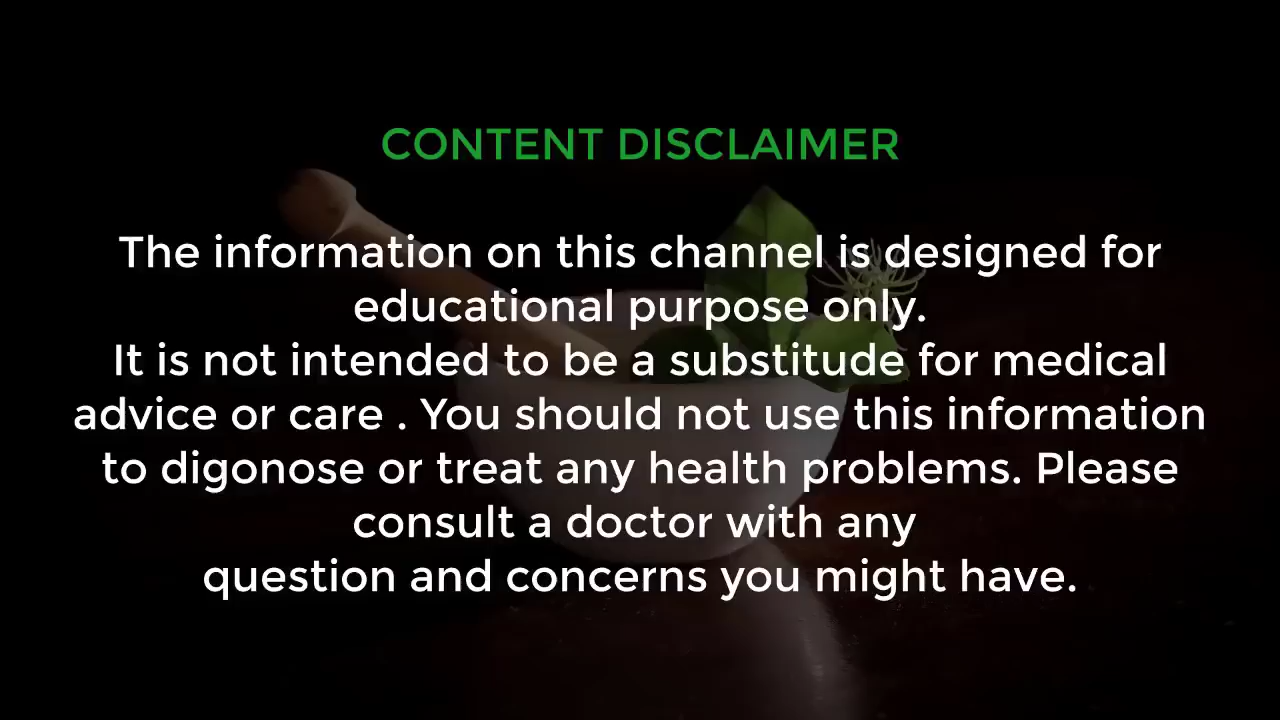 CONTENT DISCLAIMER
The information on this channel is designed for
educational purpose only.
It is not intended to be a substitude for medical
advice or care . You should not use this information
to digonose or treat any health problems. Please
consult a doctor with any
question and concerns you might have.